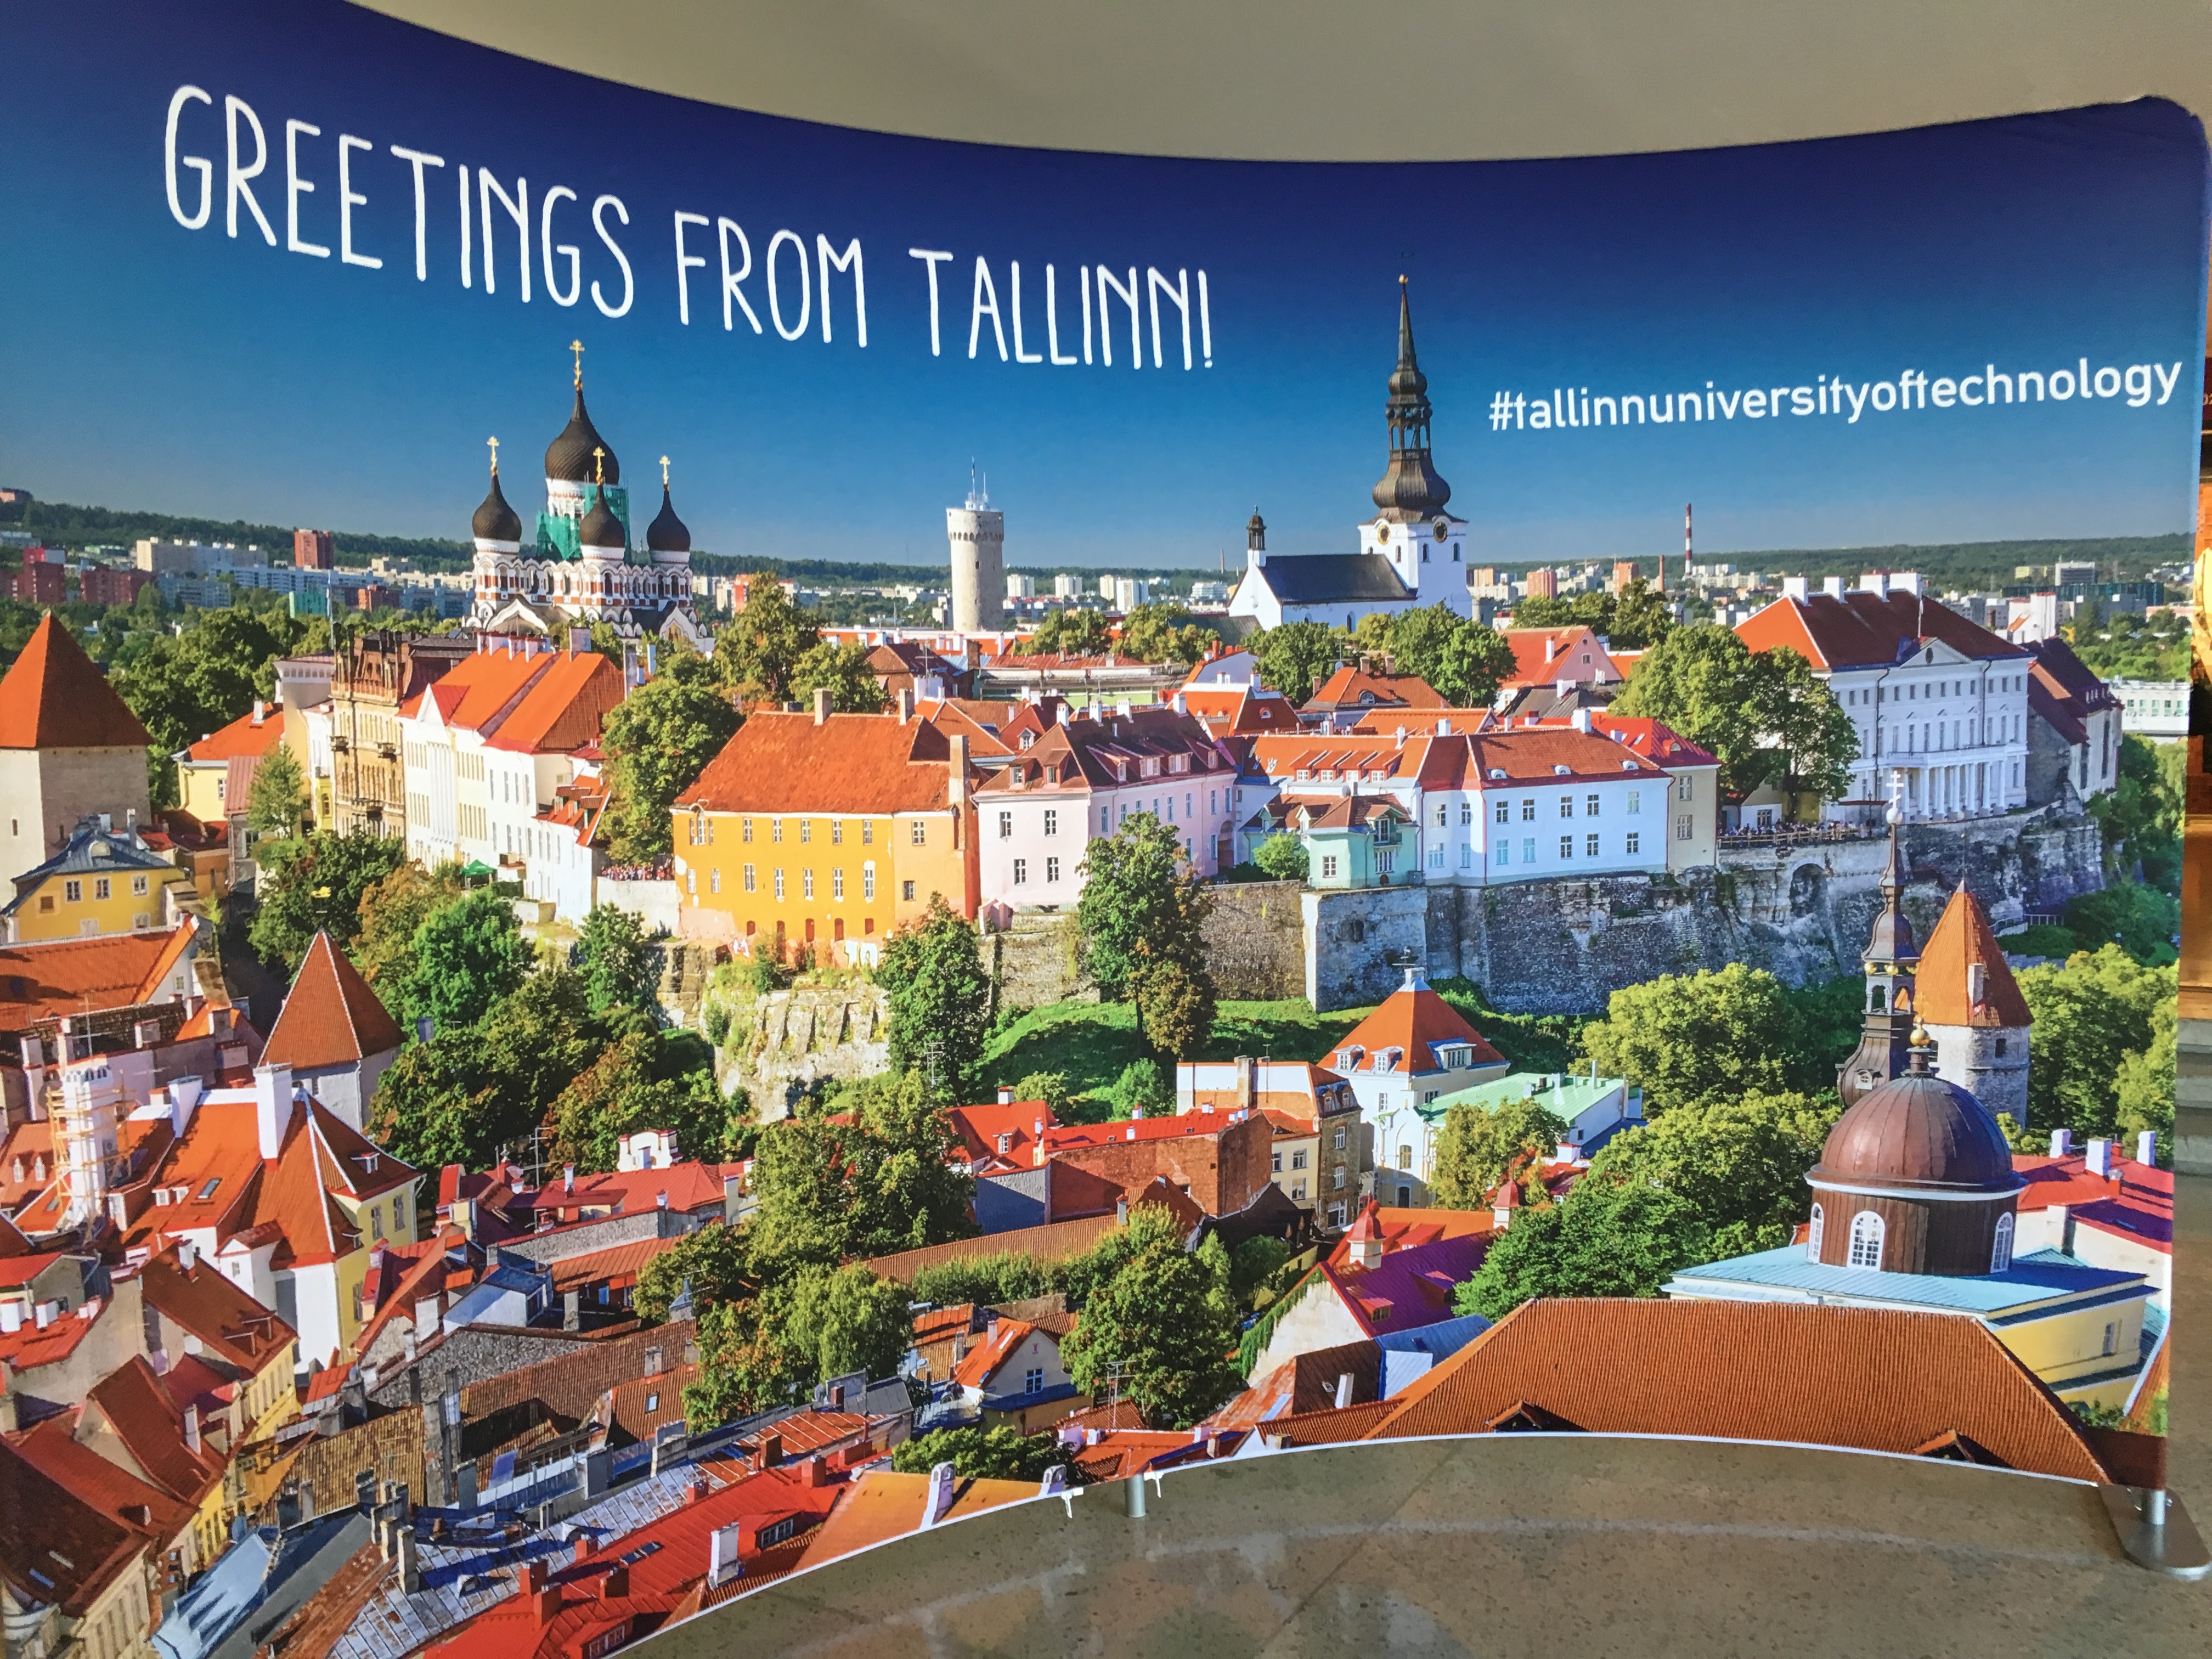 GREETINGS FROM TALLINN!
#tallinnuniversityoftechnology